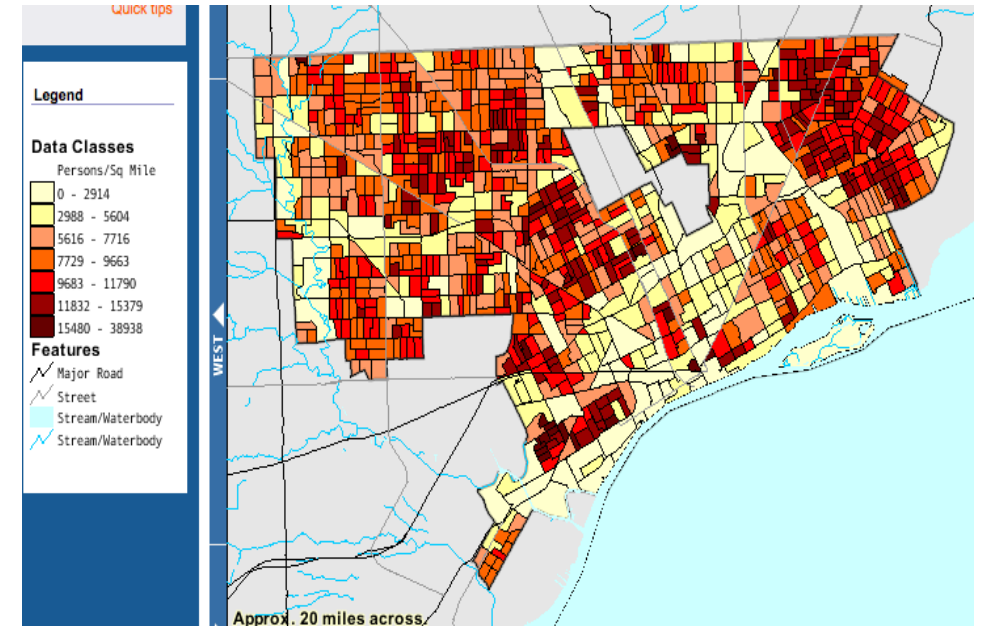 Quick tips
Legend
Data Classes
Persons/Sq Mile
0 - 2914
2988 - 5604
5616 - 7716
7729 - 9663
9683 - 11790
11832 - 15379
15480 - 38938
Features
Major Road
Street
Stream/Waterbody
Stream/Waterbody
WEST
Approx. 20 miles across.